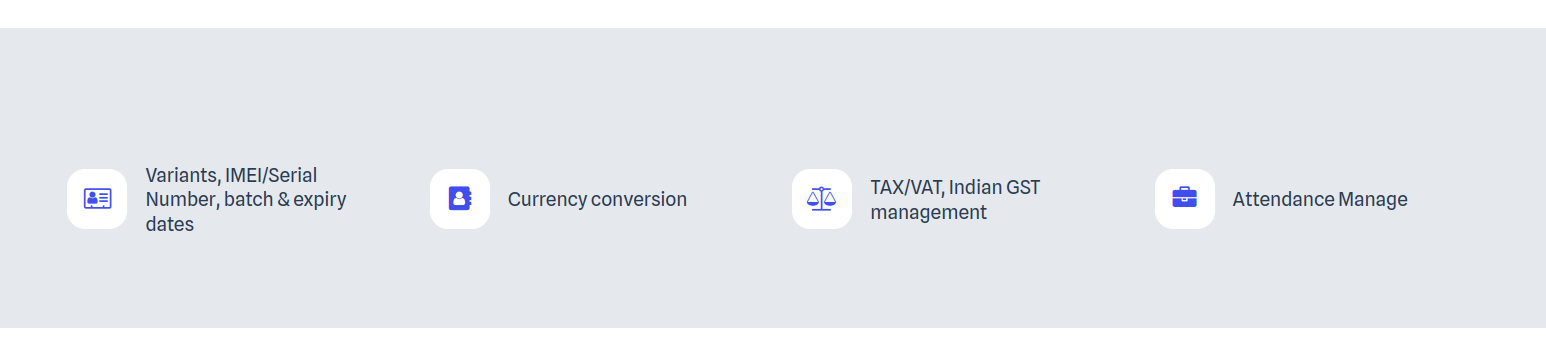 Variants, IMEI/Serial
Number, batch & expiry
dates
Currency conversion
TAX/VAT, Indian GST
management
Attendance Manage